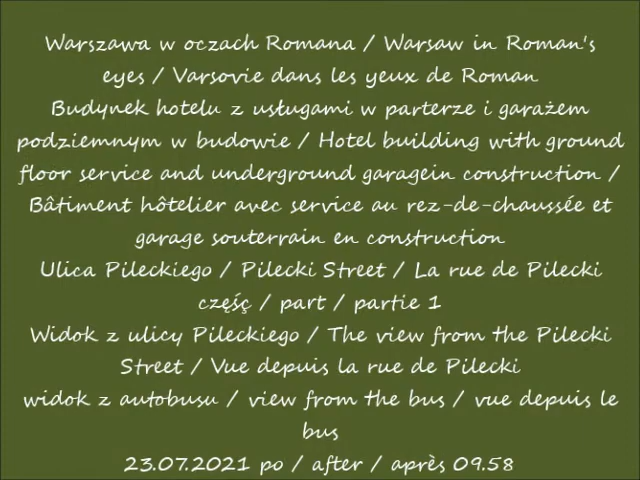 Warszawa w oczach Romana / Warsaw in Roman's
eyes / Varsovie dans les yeux de Roman
Budynek hotelu z usługami w parterze i garażem
podziemnym w budowie / Hotel building with ground
floor service and underground garagein construction /
Bâtiment hôtelier avec service au rez-de-chaussée et
garage souterrain en construction
Ulica Pileckiego / Pilecki Street / La rue de Pilecki
częśç / part / partie 1
Widok z ulicy Pileckiego / The view from the Pilecki
Street / Vue depuis la rue de Pilecki
widok z autobusu / view from the bus / vue depuis le
bus
23.07.2021 po / after / après 09.58